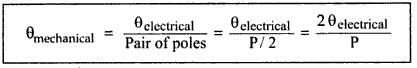 θmechanical = θelectrical / Pair of poles = θelectrical / P / 2 = 2 θelectrical / P